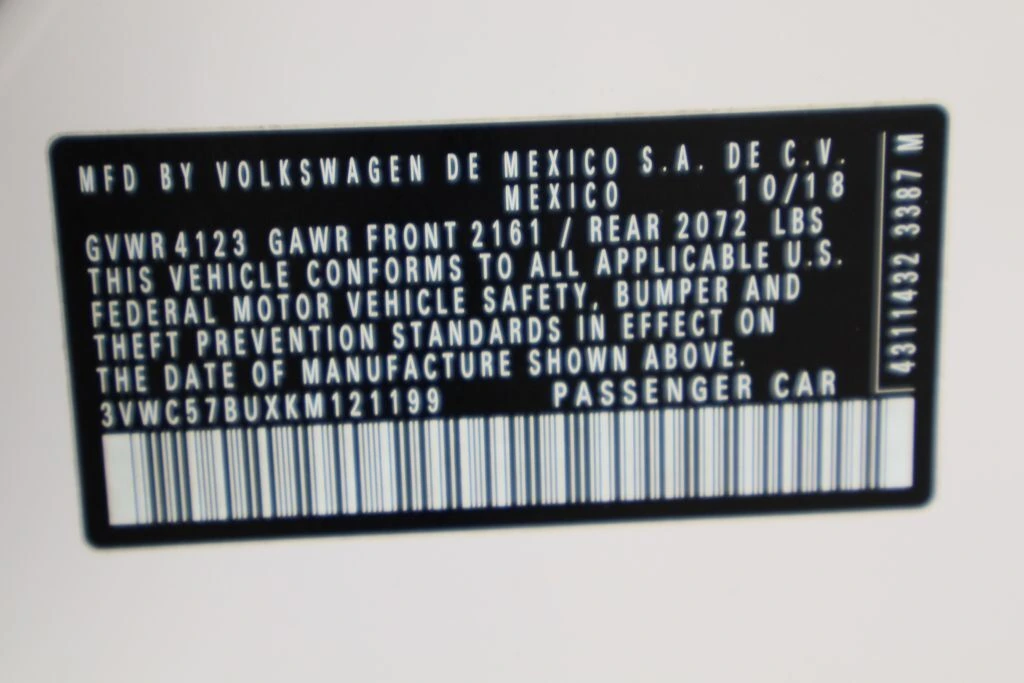 MFD BY VOLKSWAGEN DE MEXICO S.A. DE C.V.
MEXICO 10/18
GVWR 4123 GAWR FRONT 2161 / REAR 2072 LBS
THIS VEHICLE CONFORMS TO ALL APPLICABLE U.S.
FEDERAL MOTOR VEHICLE SAFETY, BUMPER AND
THEFT PREVENTION STANDARDS IN EFFECT ON
THE DATE OF MANUFACTURE SHOWN ABOVE.
3VWC57BUXKM121199 PASSENGER CAR
4311432 3387 M